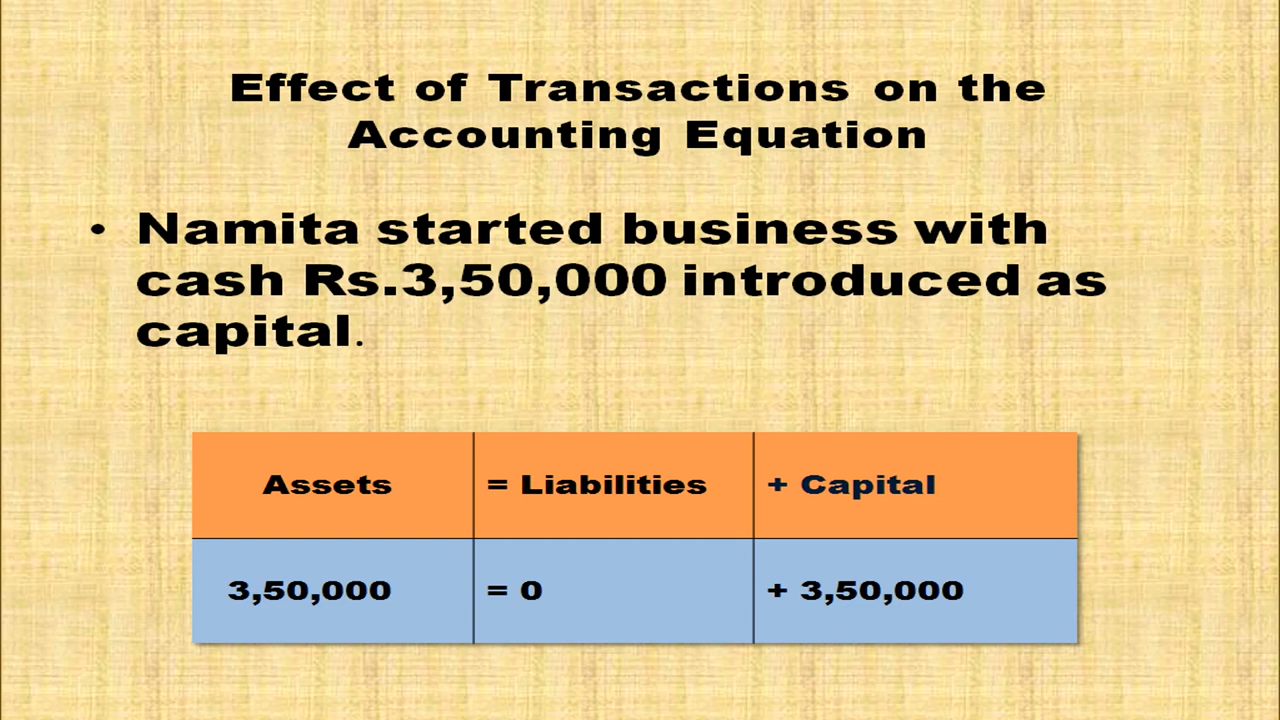 Effect of Transactions on the
Accounting Equation
• Namita started business with
cash Rs.3,50,000 introduced as
capital.
Assets = Liabilities + Capital
3,50,000 = 0 + 3,50,000